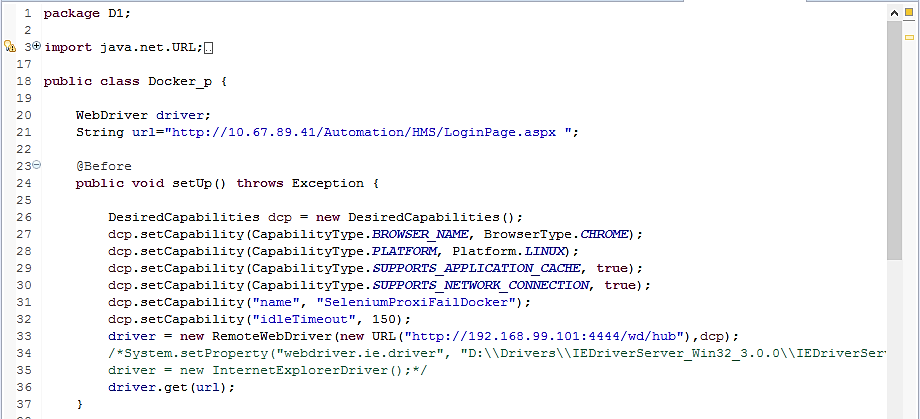 1 package D1;
2
3 import java.net.URL;
17
18 public class Docker_p {
19
20 WebDriver driver;
21 String url="http://10.67.89.41/Automation/HMS/LoginPage.aspx ";
22
23 @Before
24 public void setUp() throws Exception {
25
26 DesiredCapabilities dcp = new DesiredCapabilities();
27 dcp.setCapability(CapabilityType.BROWSER_NAME, BrowserType.CHROME);
28 dcp.setCapability(CapabilityType.PLATFORM, Platform.LINUX);
29 dcp.setCapability(CapabilityType.SUPPORTS_APPLICATION_CACHE, true);
30 dcp.setCapability(CapabilityType.SUPPORTS_NETWORK_CONNECTION, true);
31 dcp.setCapability("name", "SeleniumProxiFailDocker");
32 dcp.setCapability("idleTimeout", 150);
33 driver = new RemoteWebDriver(new URL("http://192.168.99.101:4444/wd/hub"),dcp);
34 /*System.setProperty("webdriver.ie.driver", "D:\\Drivers\\IEDriverServer_Win32_3.0.0\\IEDriverSer
35 driver = new InternetExplorerDriver();*/
36 driver.get(url);
37 }